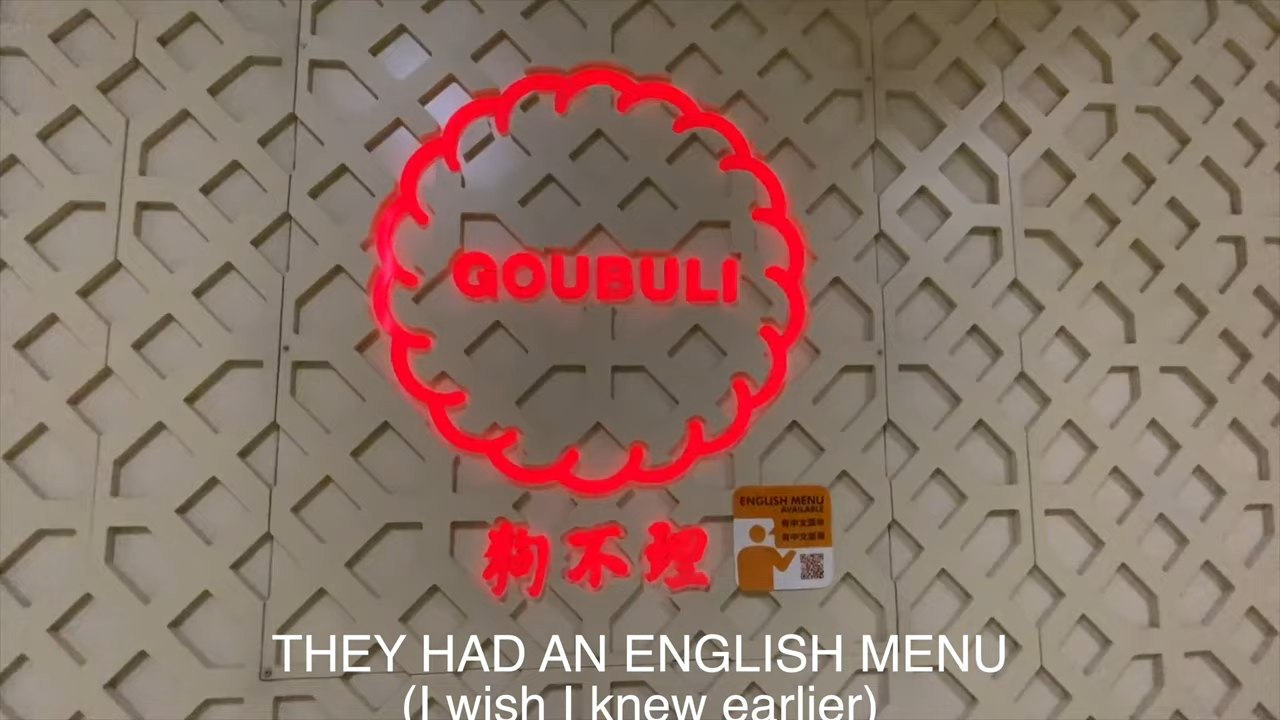 GOUBULI
狗不理
ENGLISH MENU
AVAILABLE
THEY HAD AN ENGLISH MENU
(I wish I knew earlier)